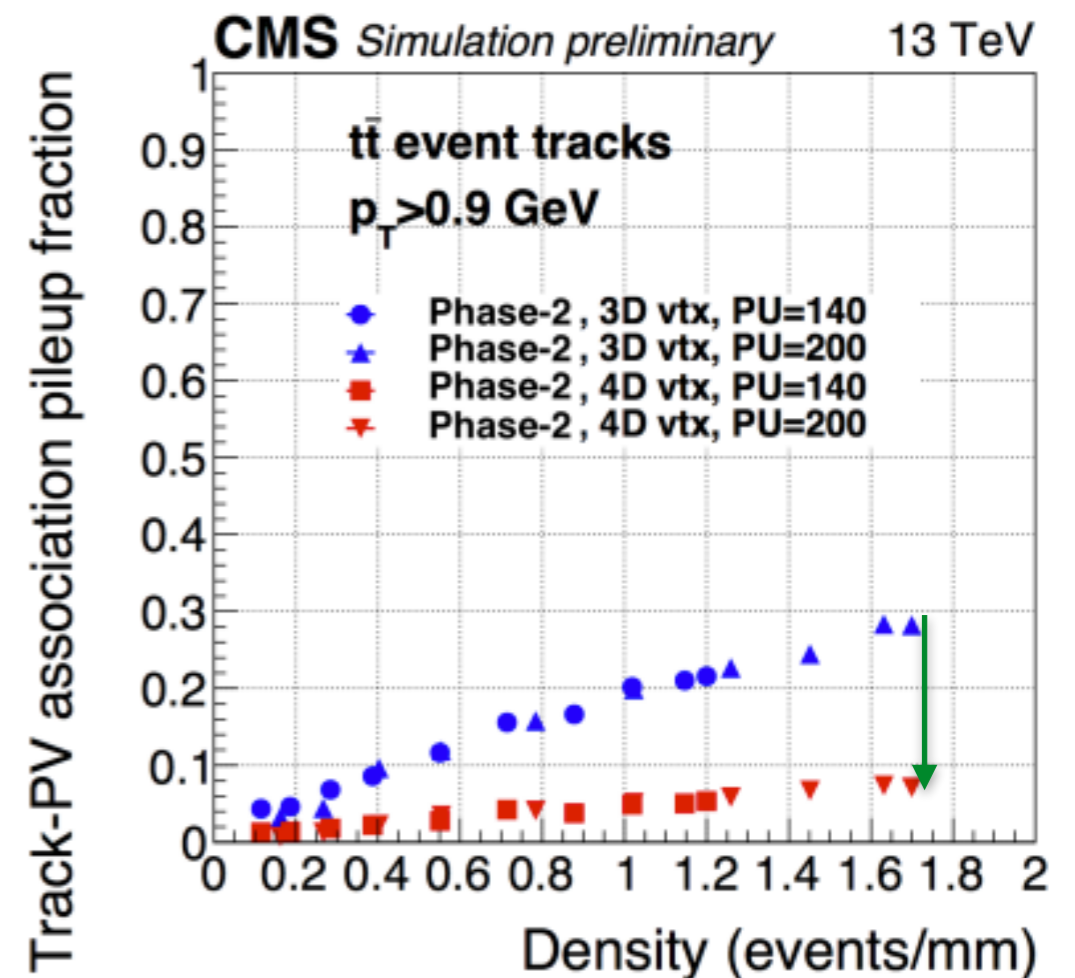 CMS Simulation preliminary 13 TeV
Track-PV association pileup fraction
1
0.9
0.8
0.7
0.6
0.5
0.4
0.3
0.2
0.1
0
tt̄ event tracks
p_T>0.9 GeV
Phase-2 , 3D vtx, PU=140
Phase-2 , 3D vtx, PU=200
Phase-2 , 4D vtx, PU=140
Phase-2 , 4D vtx, PU=200
0 0.2 0.4 0.6 0.8 1 1.2 1.4 1.6 1.8 2
Density (events/mm)